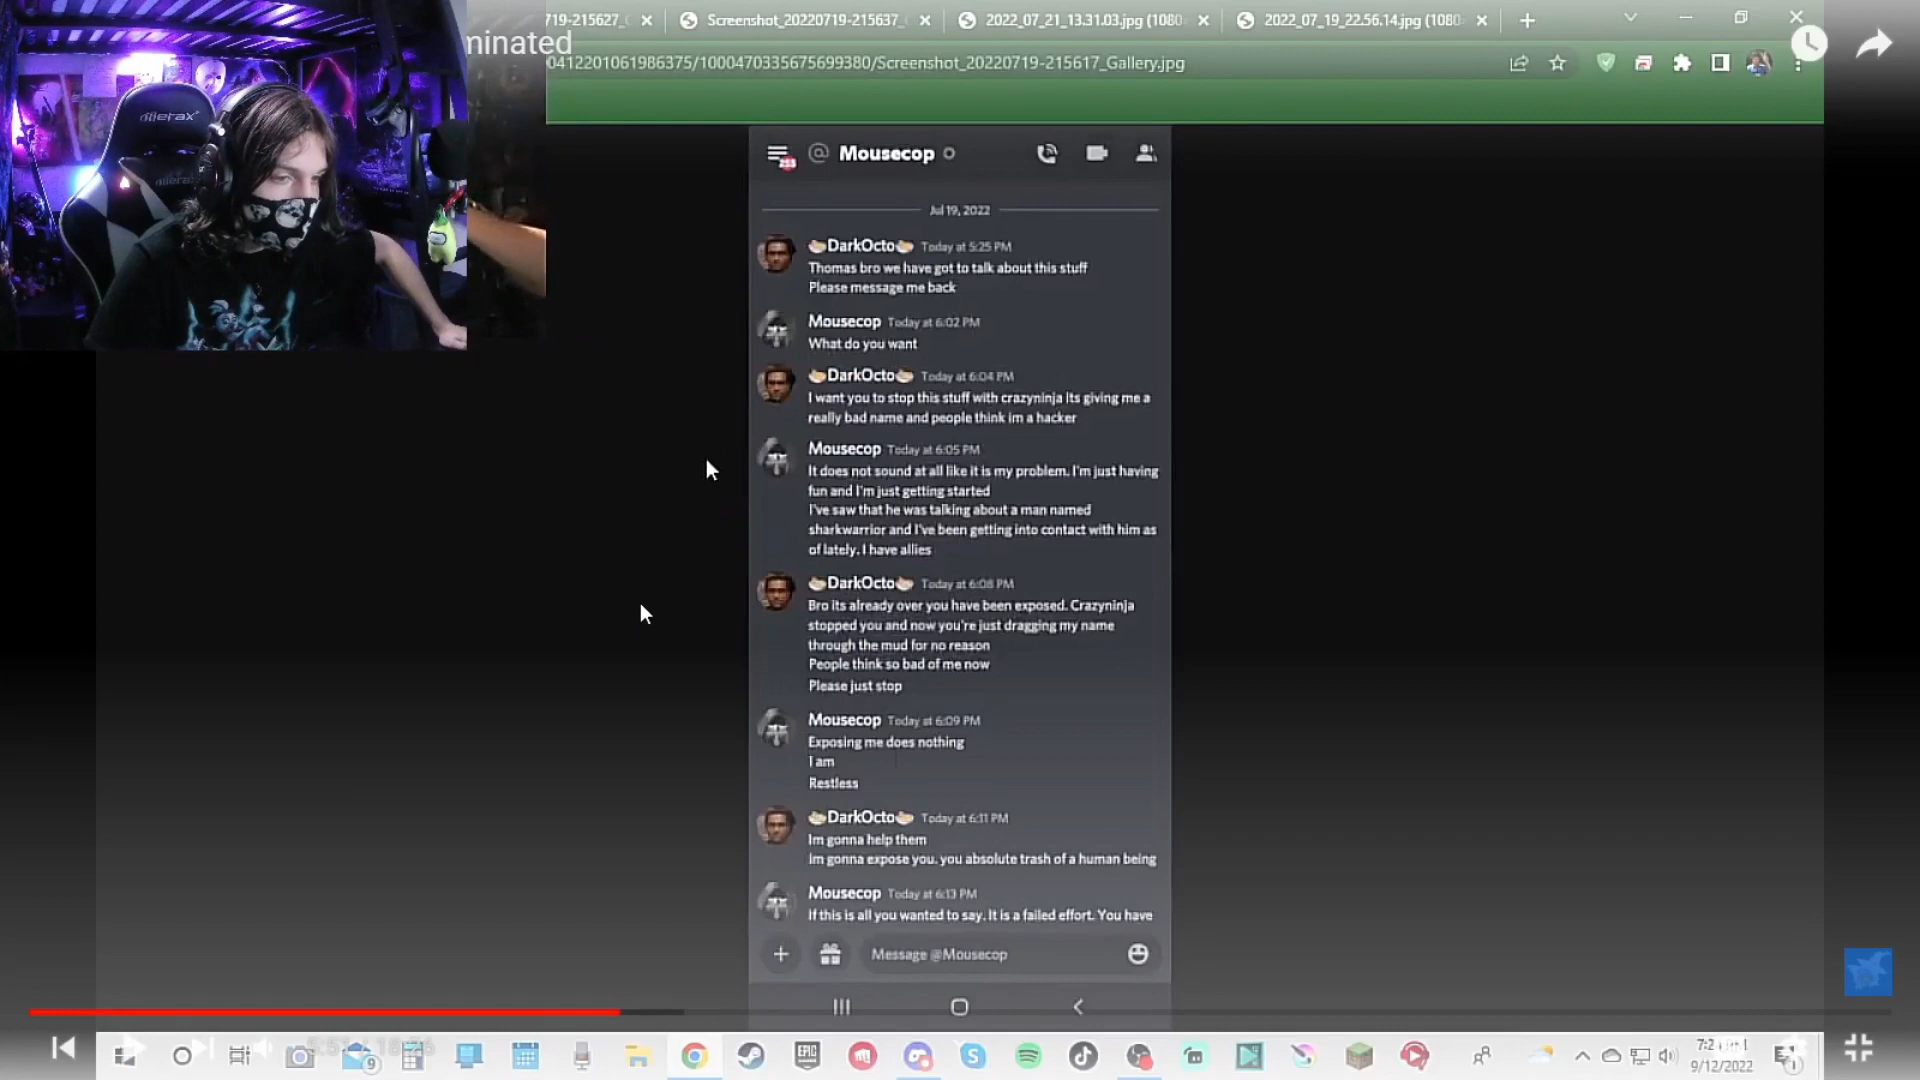 minated
719-215627_
Screenshot_20220719-215637_
2022_07_21_13.31.03.jpg (1080
2022_07_19_22.56.14.jpg (1080
0412201061986375/1000470335675699380/Screenshot_20220719-215617_Gallery.jpg
@ Mousecop
Jul 19, 2022
DarkOcto Today at 5:25 PM
Thomas bro we have got to talk about this stuff
Please message me back
Mousecop Today at 6:02 PM
What do you want
DarkOcto Today at 6:04 PM
I want you to stop this stuff with crazyninja its giving me a
really bad name and people think im a hacker
Mousecop Today at 6:05 PM
It does not sound at all like it is my problem. I'm just having
fun and I'm just getting started
I've saw that he was talking about a man named
sharkwarrior and I've been getting into contact with him as
of lately. I have allies
DarkOcto Today at 6:08 PM
Bro its already over you have been exposed. Crazyninja
stopped you and now you're just dragging my name
through the mud for no reason
People think so bad of me now
Please just stop
Mousecop Today at 6:09 PM
Exposing me does nothing
I am
Restless
DarkOcto Today at 6:11 PM
Im gonna help them
Im gonna expose you. you absolute trash of a human being
Mousecop Today at 6:13 PM
If this is all you wanted to say. It is a failed effort. You have
Message @Mousecop
EPIC
9/12/2022